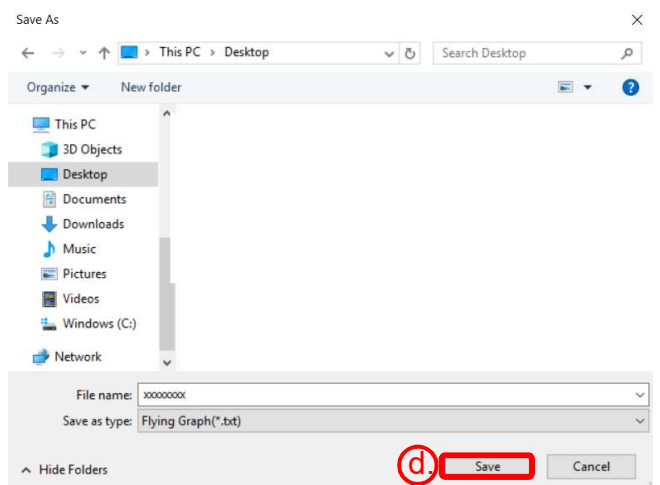 Save As
This PC > Desktop
Search Desktop
Organize
New folder
This PC
3D Objects
Desktop
Documents
Downloads
Music
Pictures
Videos
Windows (C:)
Network
File name: xxxxxxxx
Save as type: Flying Graph(*.txt)
Hide Folders
d.
Save
Cancel